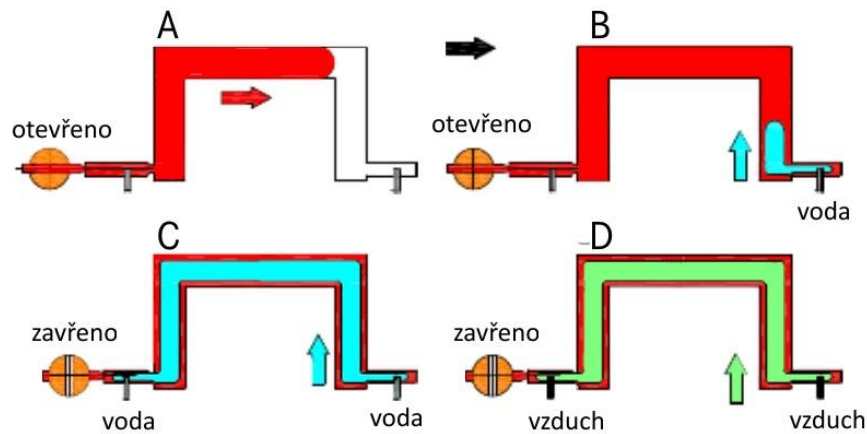 A
otevřeno
B
otevřeno
voda
C
zavřeno
voda
voda
D
zavřeno
vzduch
vzduch